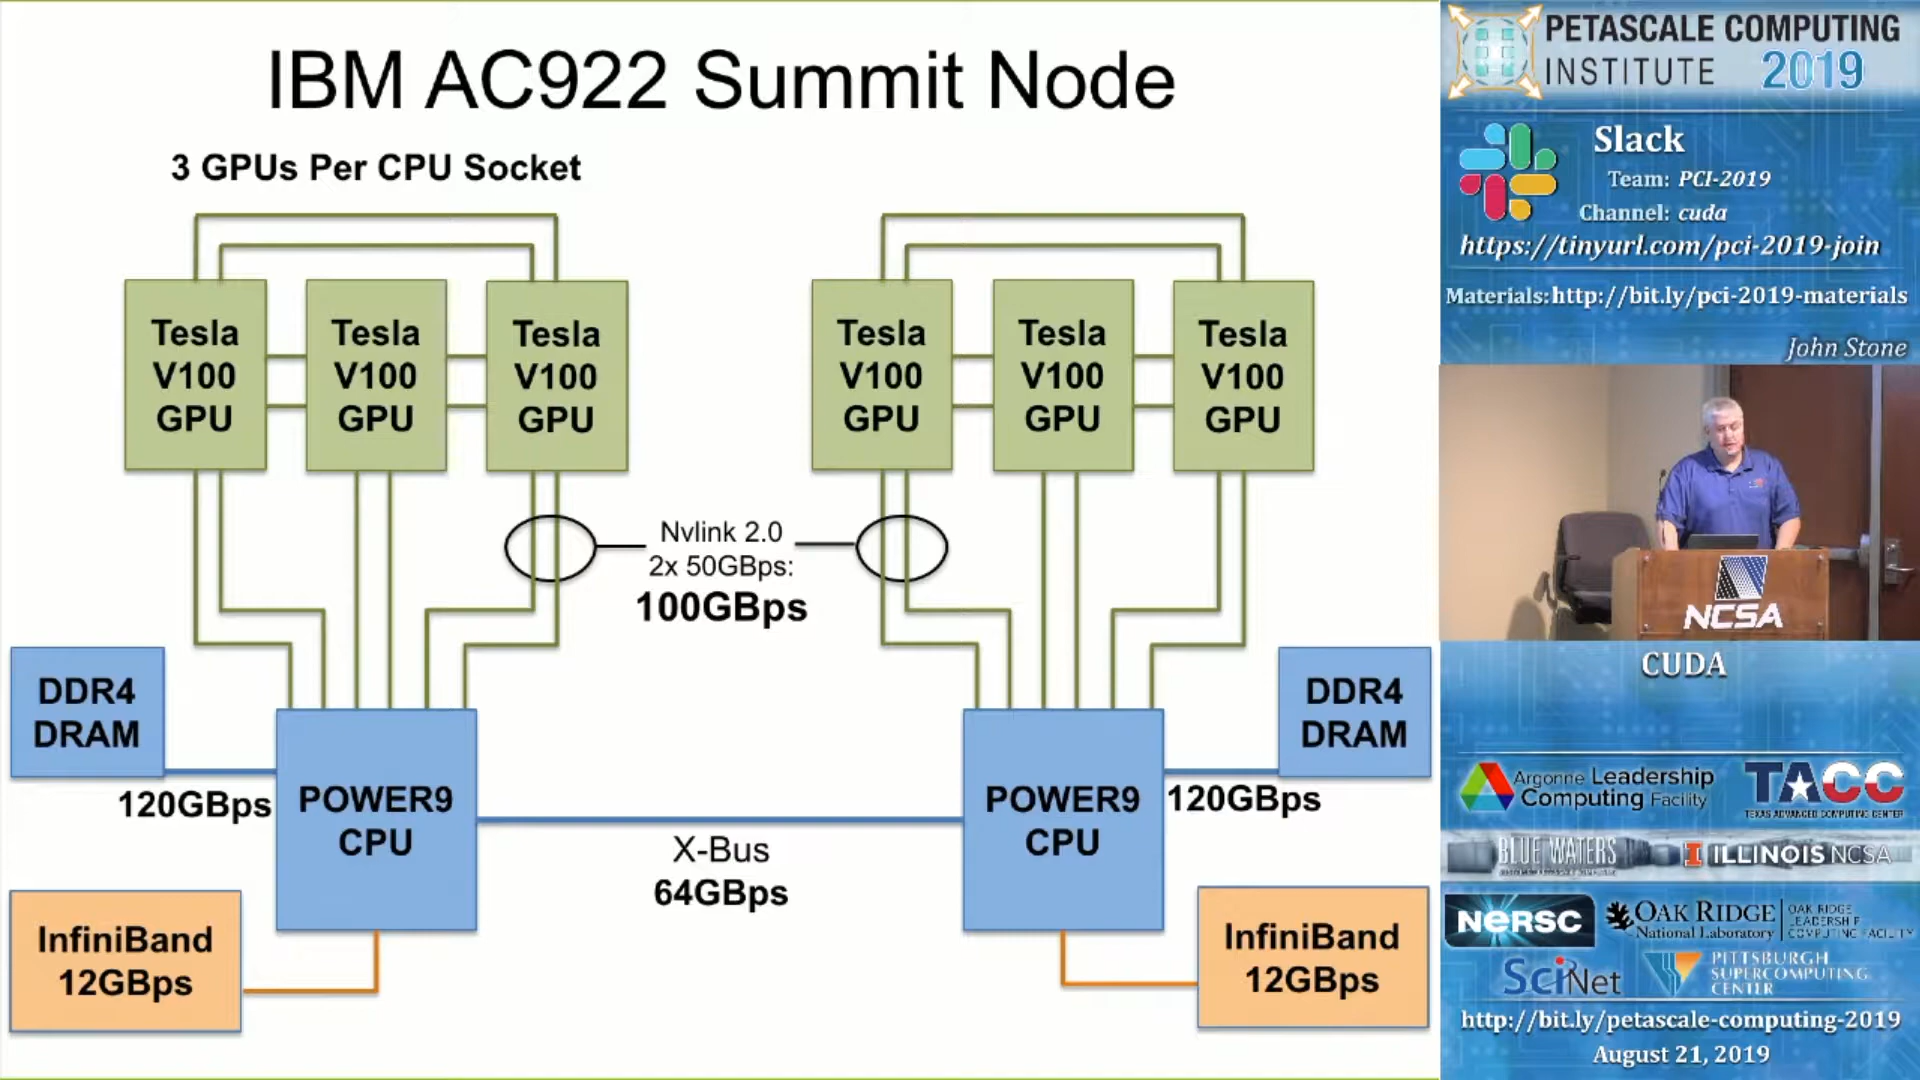 IBM AC922 Summit Node
3 GPUs Per CPU Socket
Tesla
V100
GPU
Tesla
V100
GPU
Tesla
V100
GPU
Tesla
V100
GPU
Tesla
V100
GPU
Tesla
V100
GPU
Nvlink 2.0
2x 50GBps:
100GBps
DDR4
DRAM
120GBps
POWER9
CPU
X-Bus
64GBps
POWER9
CPU
DDR4
DRAM
120GBps
InfiniBand
12GBps
InfiniBand
12GBps
PETASCALE COMPUTING
INSTITUTE 2019
Slack
Team: PCI-2019
Channel: cuda
https://tinyurl.com/pci-2019-join
Materials:http://bit.ly/pci-2019-materials
John Stone
NCSA
CUDA
Argonne Leadership
Computing Facility
TACC
TEXAS ADVANCED COMPUTING CENTER
BLUE WATERS
I ILLINOIS NCSA
NERSC
OAK RIDGE
National Laboratory
OAK RIDGE
LEADERSHIP
COMPUTING FACILITY
SciNet
PITTSBURGH
SUPERCOMPUTING
CENTER
http://bit.ly/petascale-computing-2019
August 21, 2019